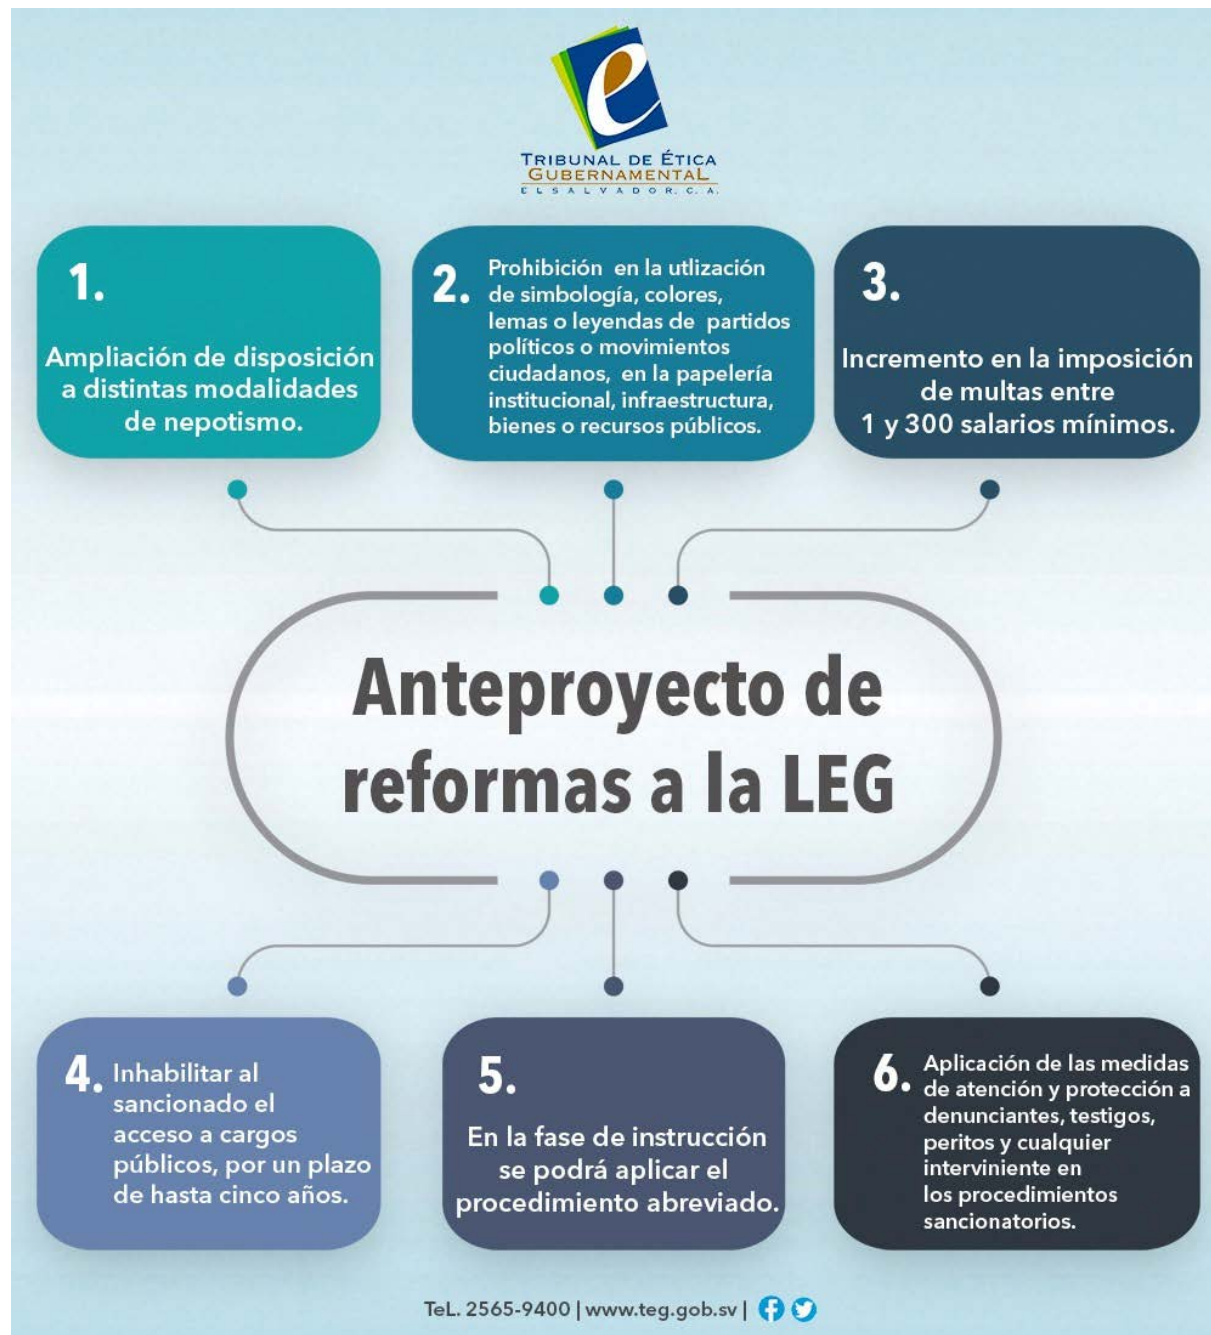 TRIBUNAL DE ÉTICA
GUBERNAMENTAL
EL SALVADOR, C. A.
1.
Ampliación de disposición
a distintas modalidades
de nepotismo.
2.
Prohibición en la utlización
de simbología, colores,
lemas o leyendas de partidos
políticos o movimientos
ciudadanos, en la papelería
institucional, infraestructura,
bienes o recursos públicos.
3.
Incremento en la imposición
de multas entre
1 y 300 salarios mínimos.
Anteproyecto de
reformas a la LEG
4.
Inhabilitar al
sancionado el
acceso a cargos
públicos, por un plazo
de hasta cinco años.
5.
En la fase de instrucción
se podrá aplicar el
procedimiento abreviado.
6.
Aplicación de las medidas
de atención y protección a
denunciantes, testigos,
peritos y cualquier
interviniente en
los procedimientos
sancionatorios.
TeL. 2565-9400 | www.teg.gob.sv |